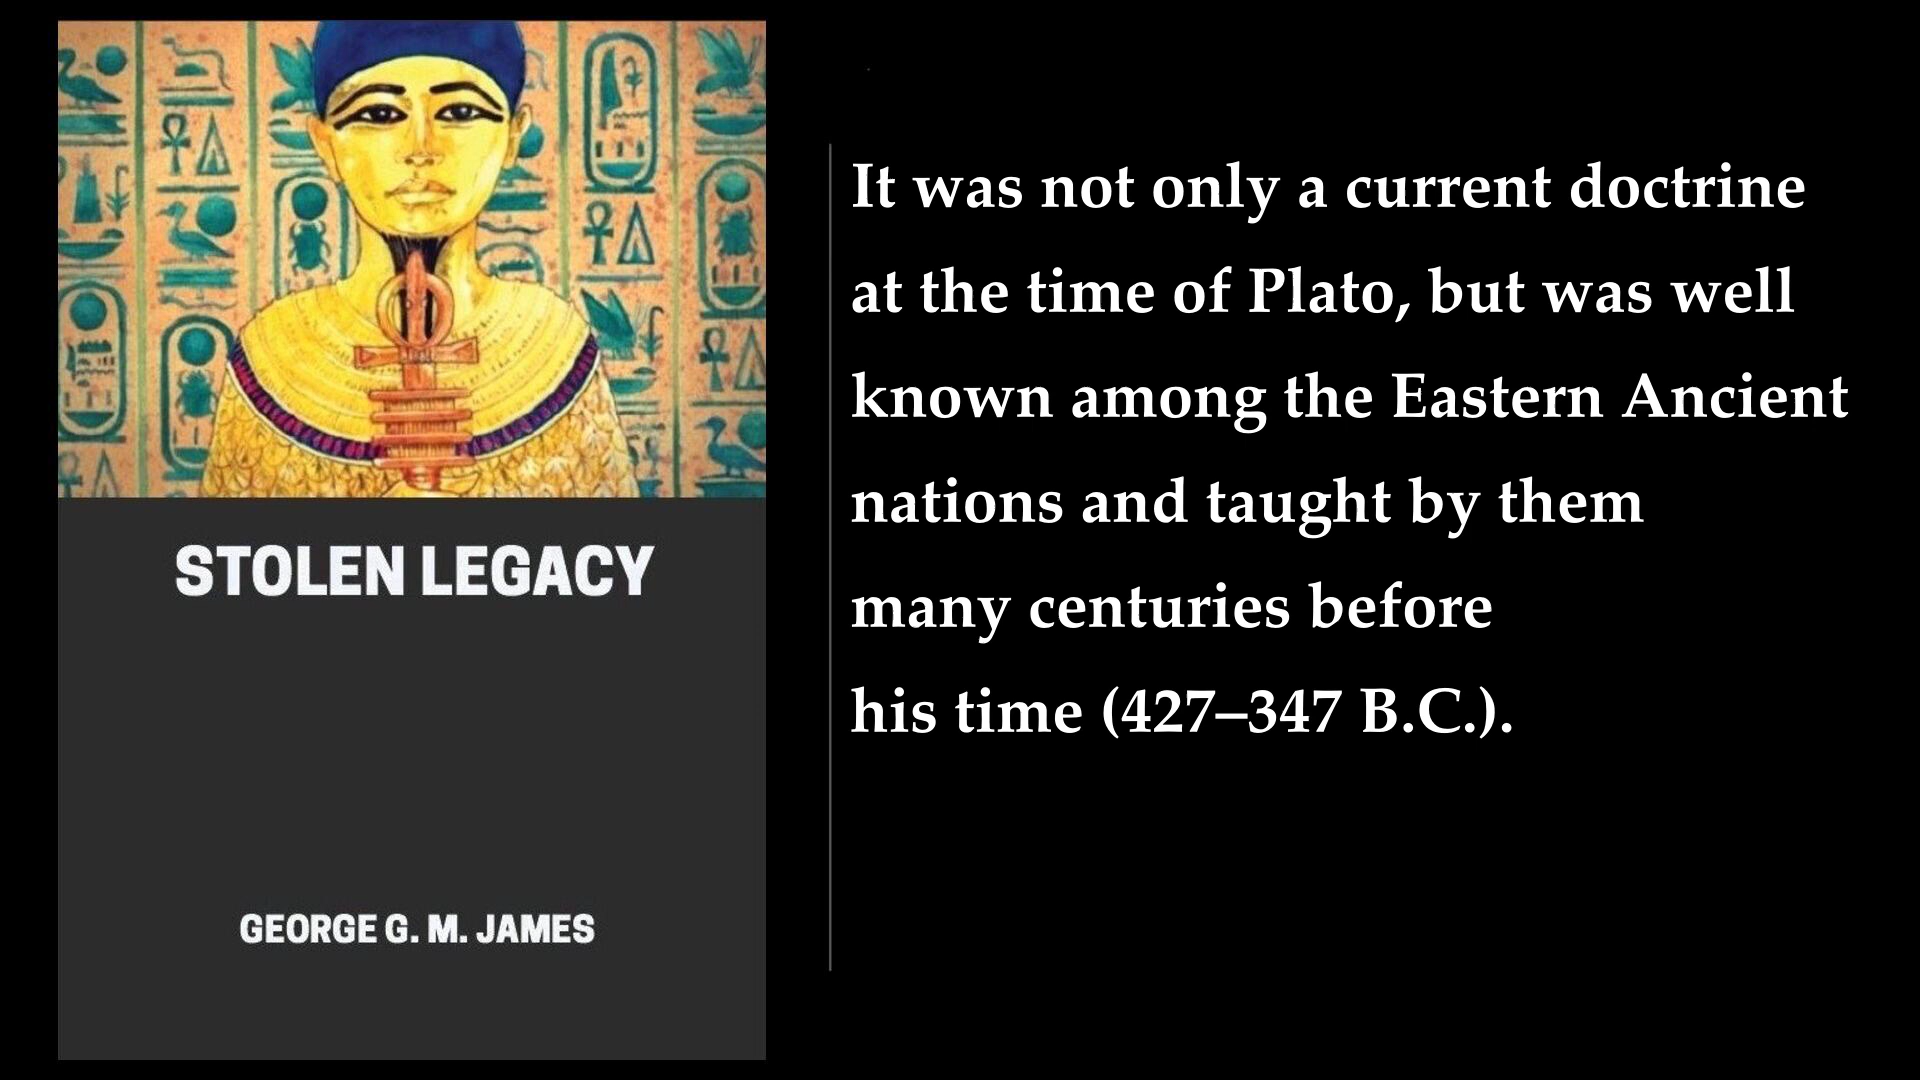 STOLEN LEGACY
GEORGE G. M. JAMES
It was not only a current doctrine
at the time of Plato, but was well
known among the Eastern Ancient
nations and taught by them
many centuries before
his time (427–347 B.C.).